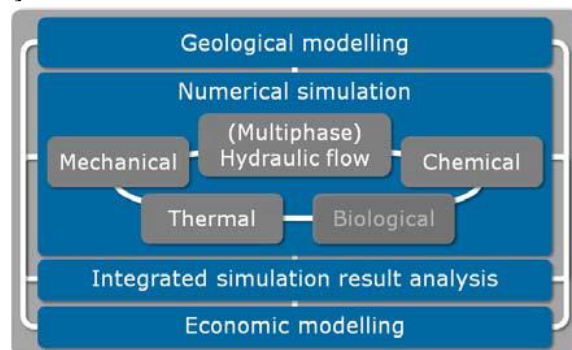 Geological modelling
Numerical simulation
(Multiphase)
Hydraulic flow
Mechanical
Chemical
Thermal
Biological
Integrated simulation result analysis
Economic modelling